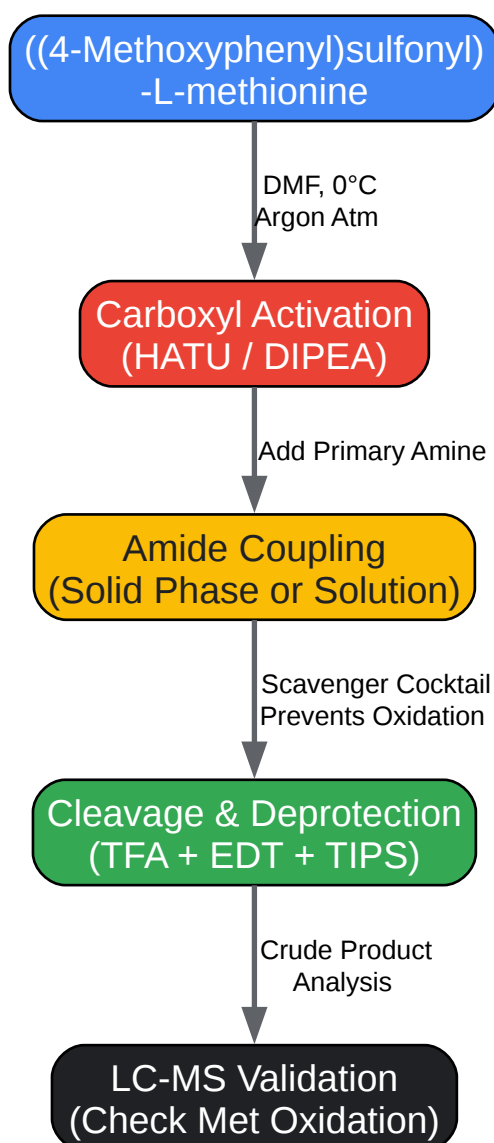 ((4-Methoxyphenyl)sulfonyl)
-L-methionine
DMF, 0°C
Argon Atm
Carboxyl Activation
(HATU / DIPEA)
Add Primary Amine
Amide Coupling
(Solid Phase or Solution)
Scavenger Cocktail
Prevents Oxidation
Cleavage & Deprotection
(TFA + EDT + TIPS)
Crude Product
Analysis
LC-MS Validation
(Check Met Oxidation)